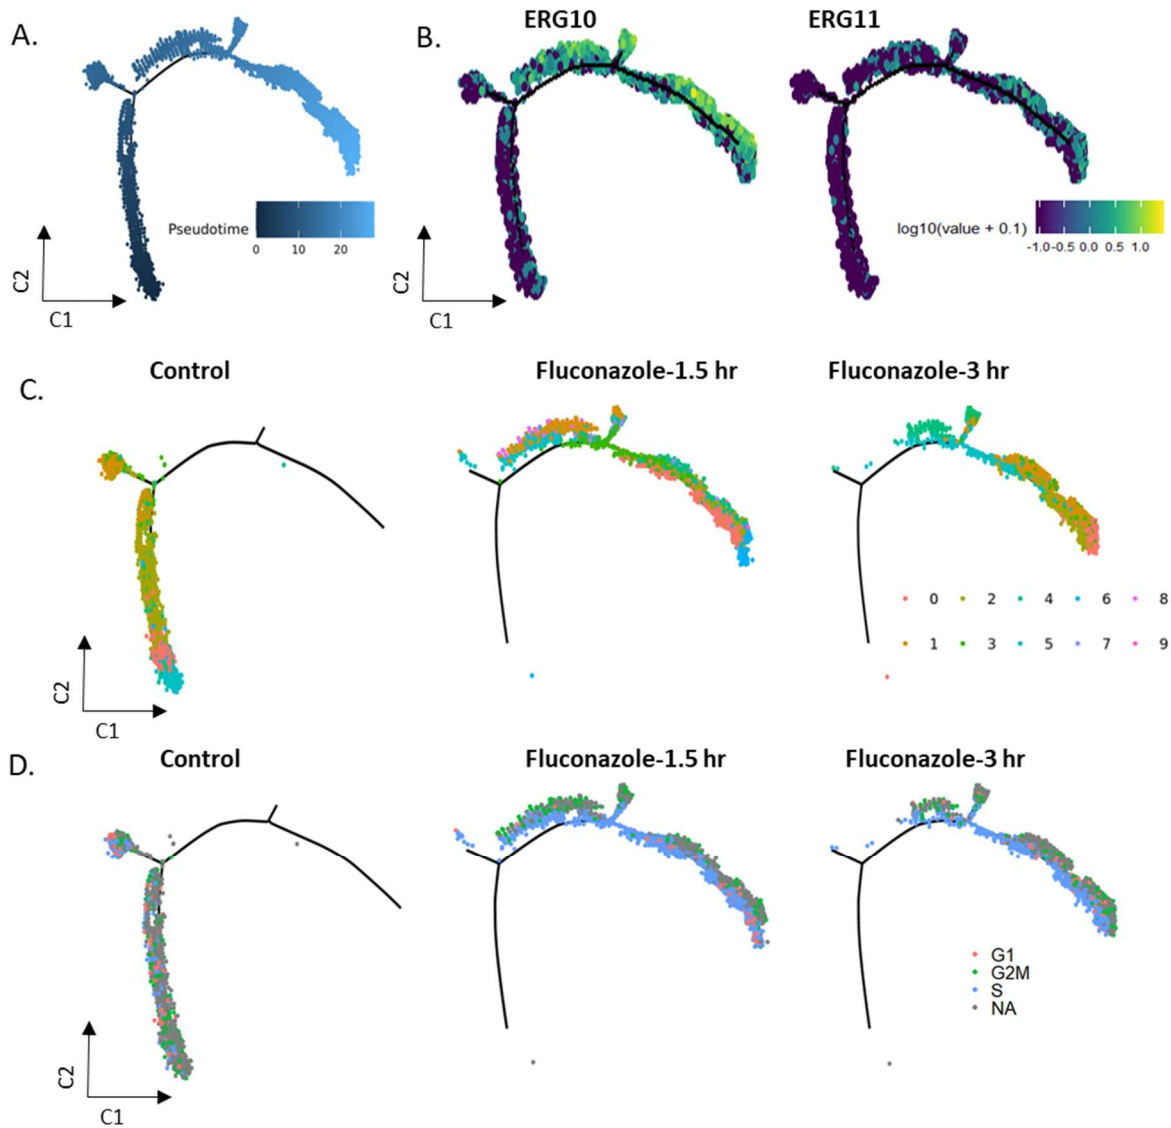 A.
Pseudotime
0 10 20
C2
C1
B.
ERG10
ERG11
log10(value + 0.1)
-1.0 -0.5 0.0 0.5 1.0
C2
C1
C.
Control
Fluconazole-1.5 hr
Fluconazole-3 hr
0 2 4 6 8
1 3 5 7 9
C2
C1
D.
Control
Fluconazole-1.5 hr
Fluconazole-3 hr
G1
G2M
S
NA
C2
C1